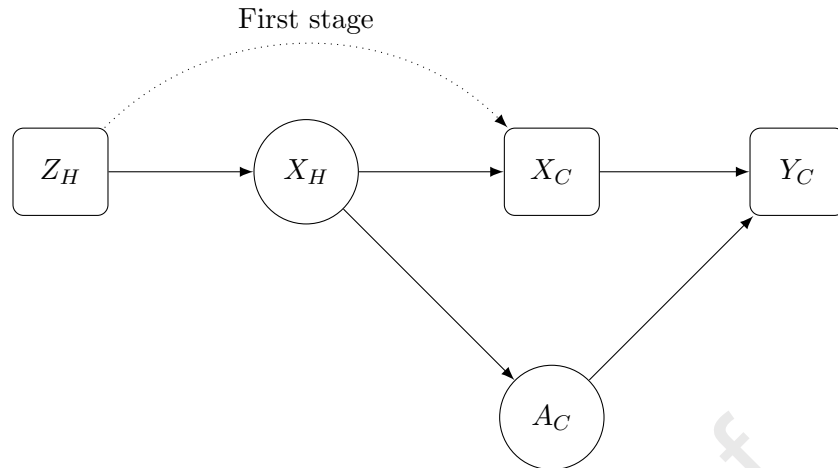 First stage
Z_H
X_H
X_C
Y_C
A_C
f